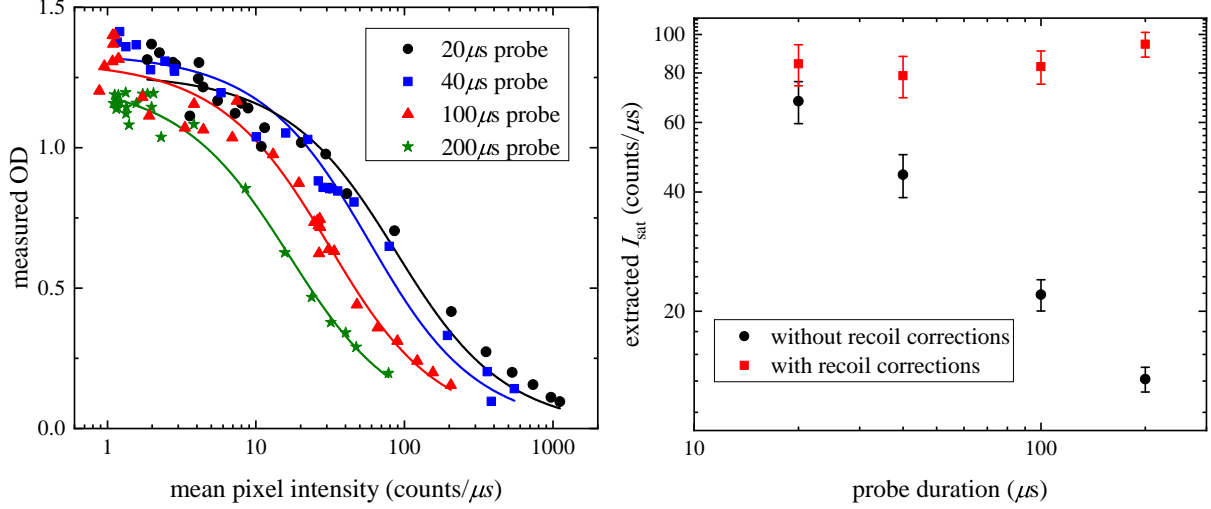 1.5
1.0
0.5
0.0
measured OD
20μs probe
40μs probe
100μs probe
200μs probe
1
10
100
1000
mean pixel intensity (counts/μs)
100
80
60
40
20
extracted Isat (counts/μs)
without recoil corrections
with recoil corrections
10
100
probe duration (μs)